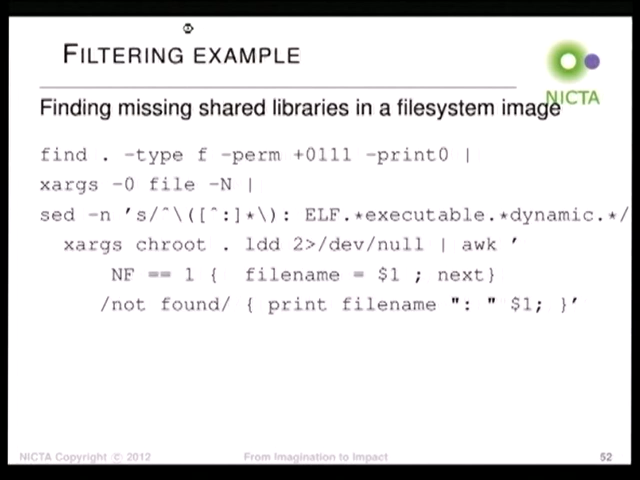 FILTERING EXAMPLE
NICTA
Finding missing shared libraries in a filesystem image
find . -type f -perm +0111 -print0 |
xargs -0 file -N |
sed -n 's/^\([^:]*\): ELF.*executable.*dynamic.*/
xargs chroot . ldd 2>/dev/null | awk '
NF == 1 { filename = $1 ; next}
/not found/ { print filename ": " $1; }'
NICTA Copyright © 2012 From Imagination to Impact 52